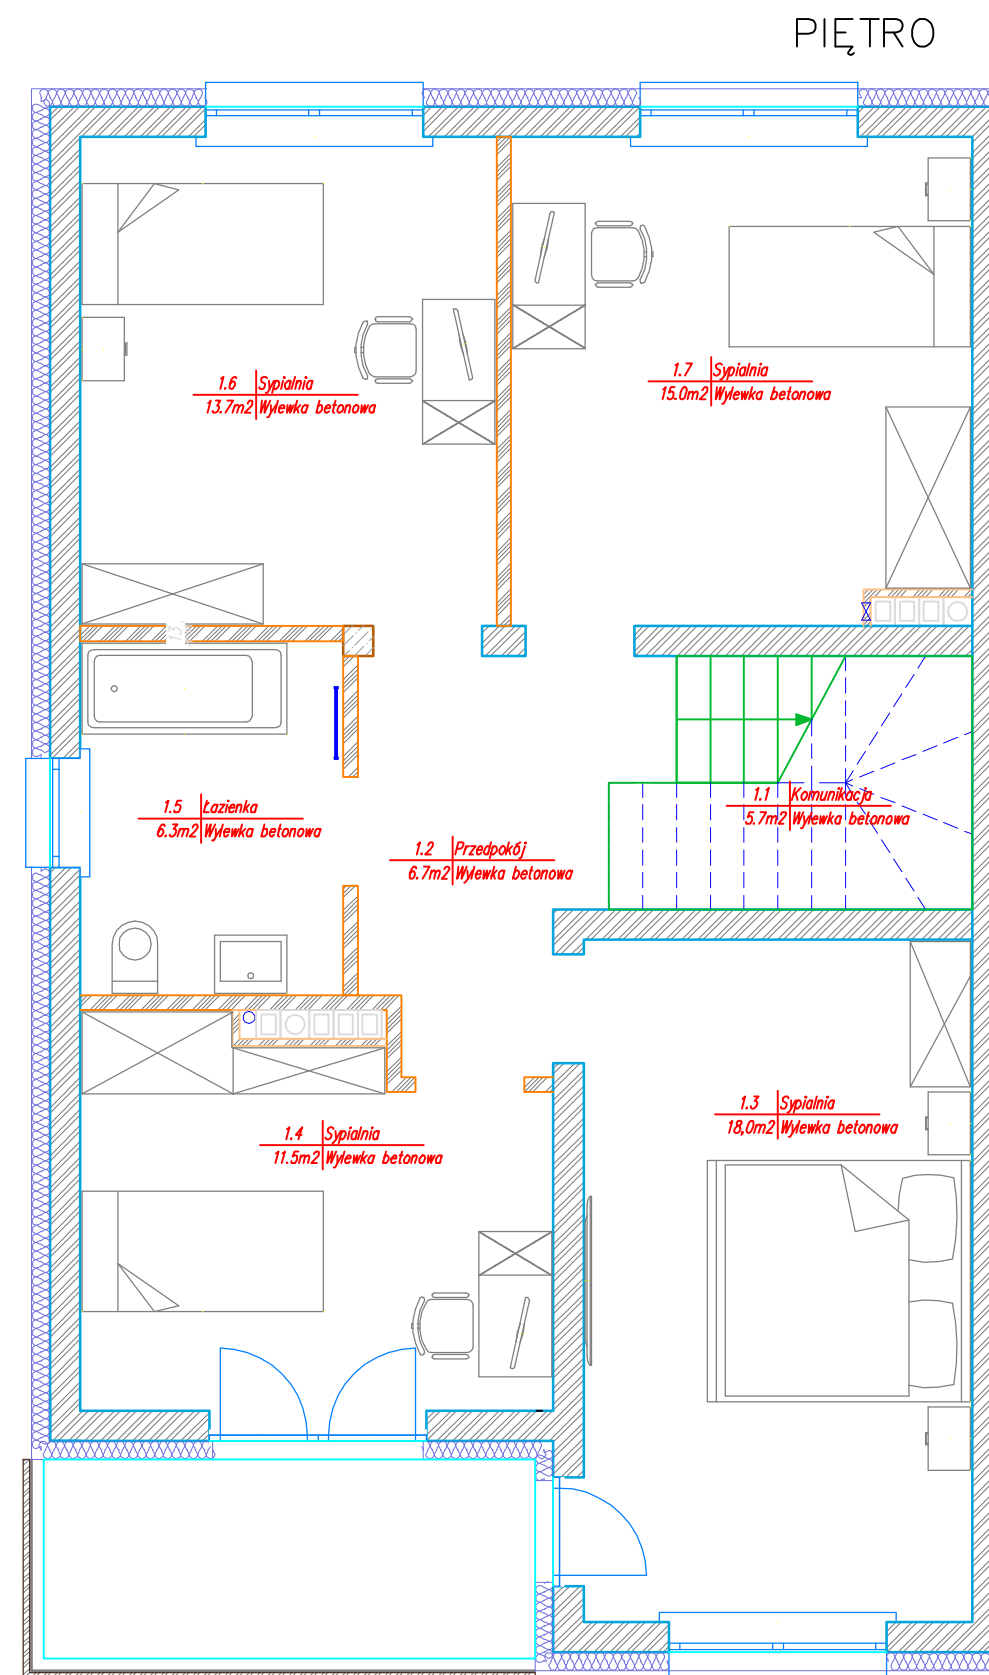 PIĘTRO
1.6 Sypialnia
13.7m2 Wylewka betonowa
1.7 Sypialnia
15.0m2 Wylewka betonowa
13.
1.5 Łazienka
6.3m2 Wylewka betonowa
1.1 Komunikacja
5.7m2 Wylewka betonowa
1.2 Przedpokój
6.7m2 Wylewka betonowa
1.3 Sypialnia
18,0m2 Wylewka betonowa
1.4 Sypialnia
11.5m2 Wylewka betonowa